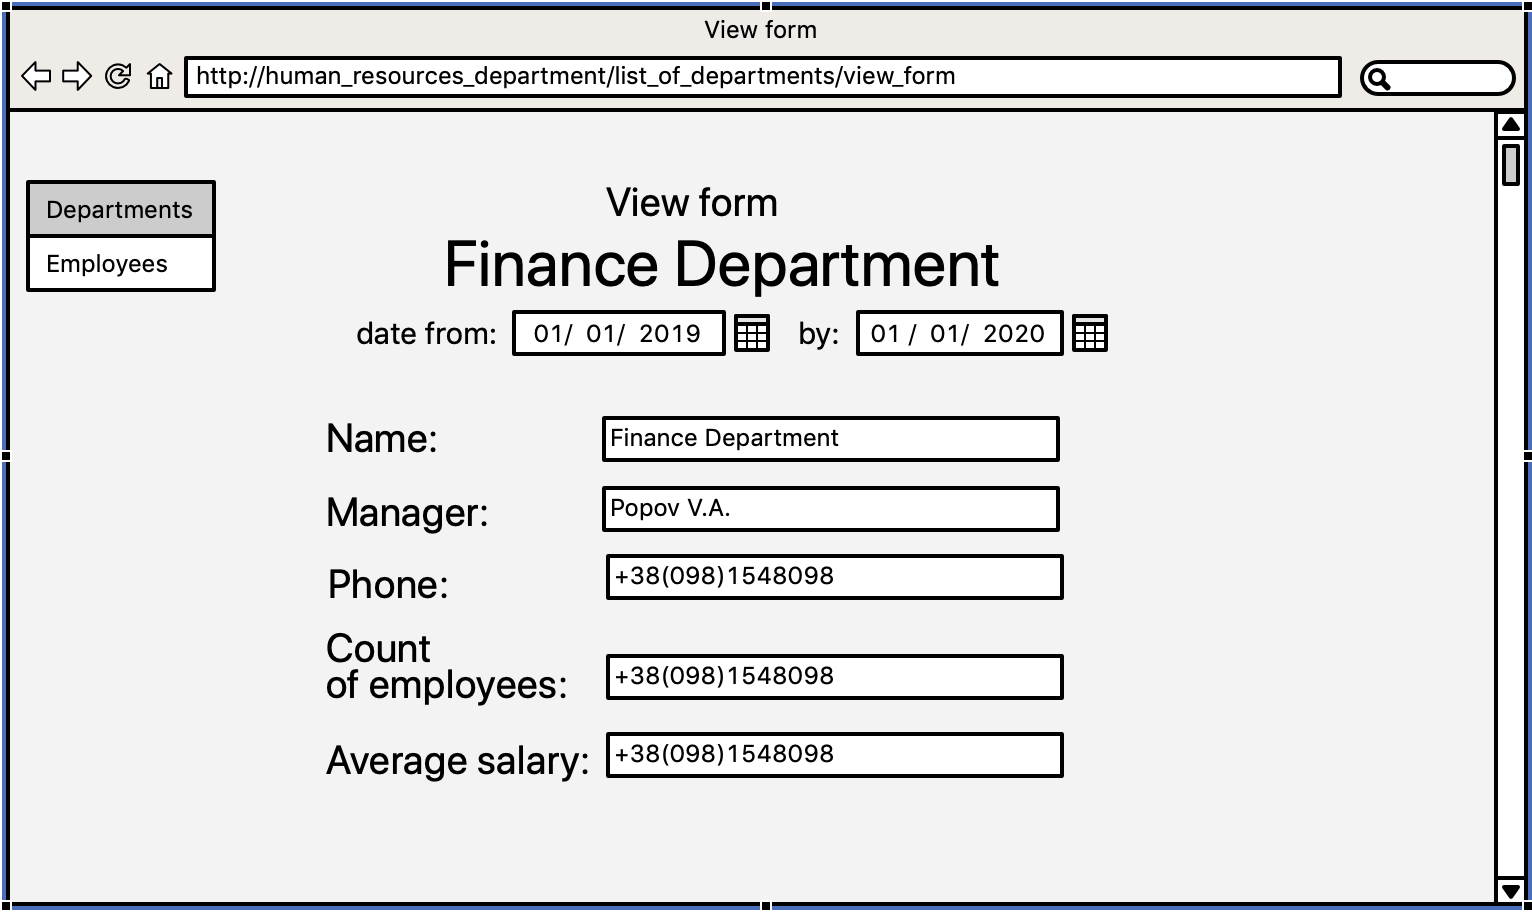 View form
http://human_resources_department/list_of_departments/view_form
Departments
Employees
View form
Finance Department
date from: 01/ 01/ 2019 by: 01 / 01/ 2020
Name: Finance Department
Manager: Popov V.A.
Phone: +38(098)1548098
Count
of employees: +38(098)1548098
Average salary: +38(098)1548098